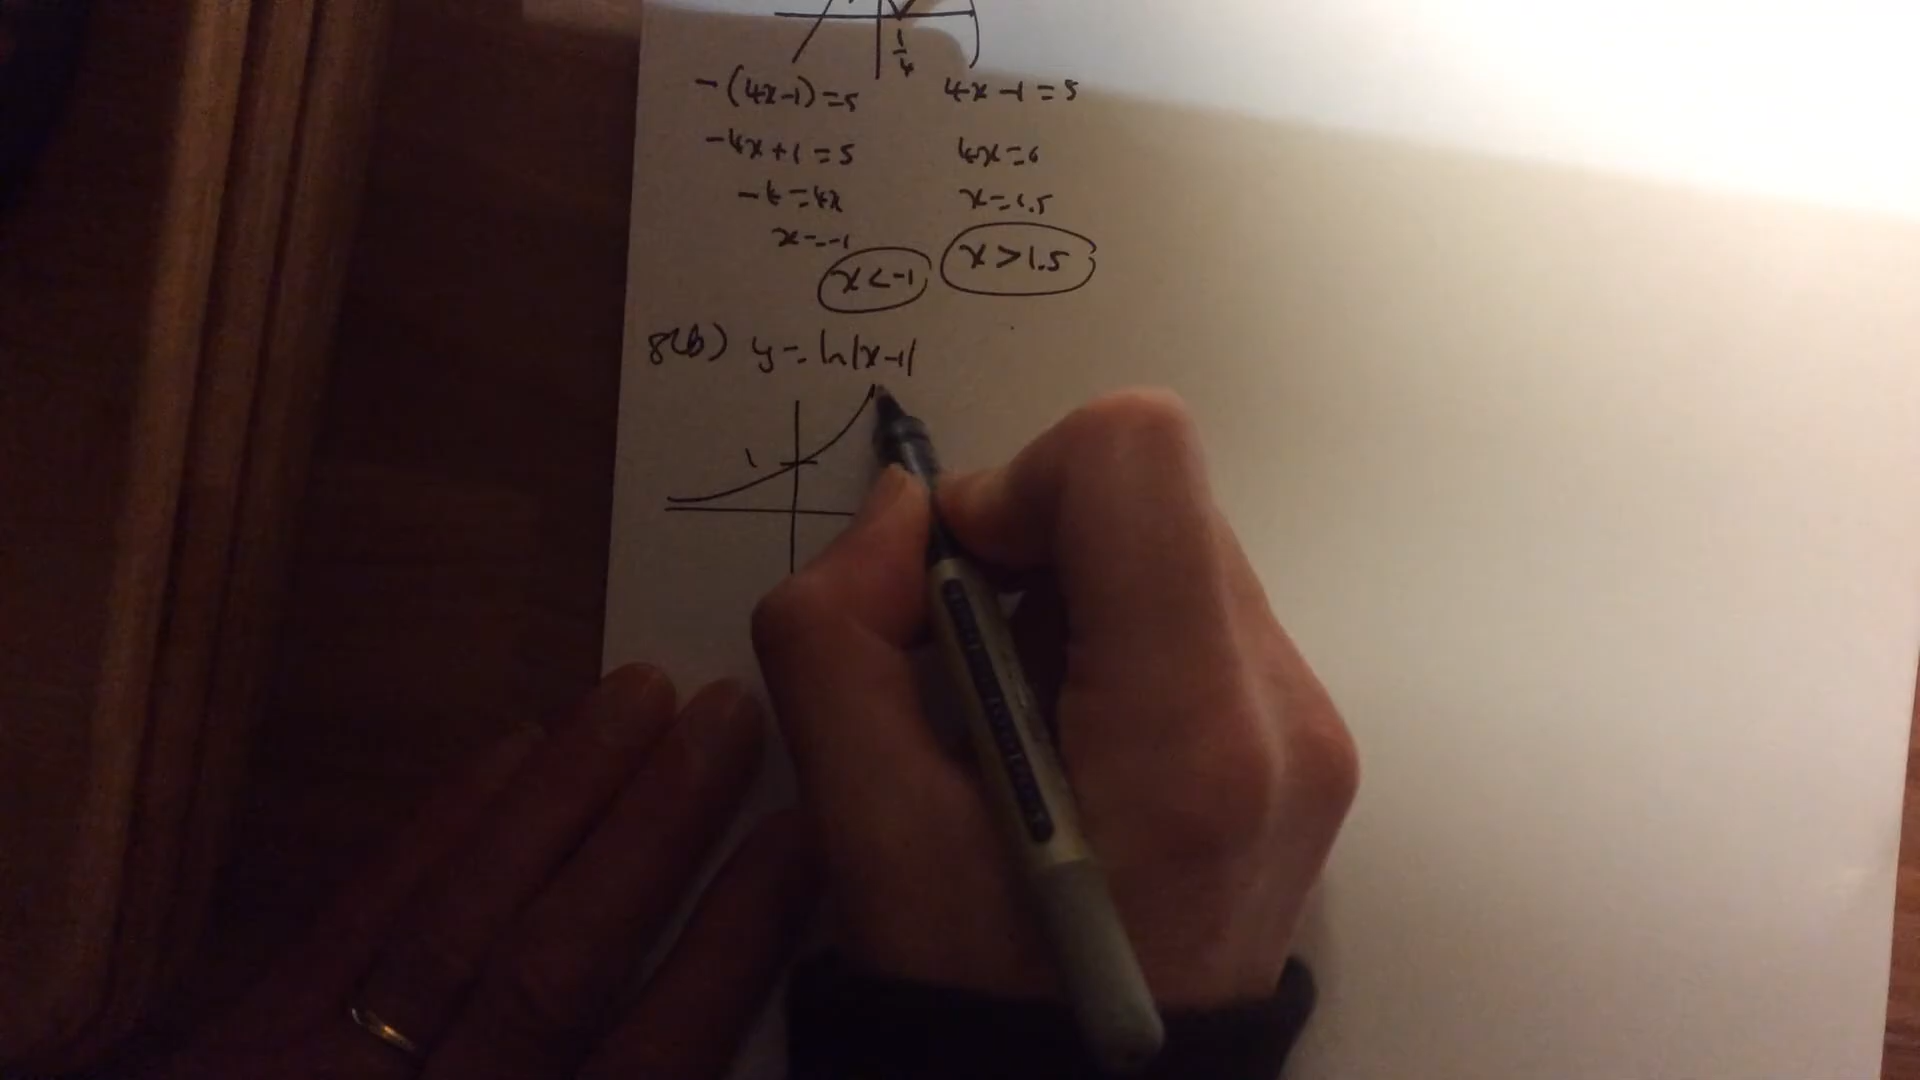 1/4
-(4x-1)=5 4x-1=5
-4x+1=5 4x=6
-4=4x x=1.5
x=-1 x>1.5
x<-1
8(b) y=ln|x-1|
1